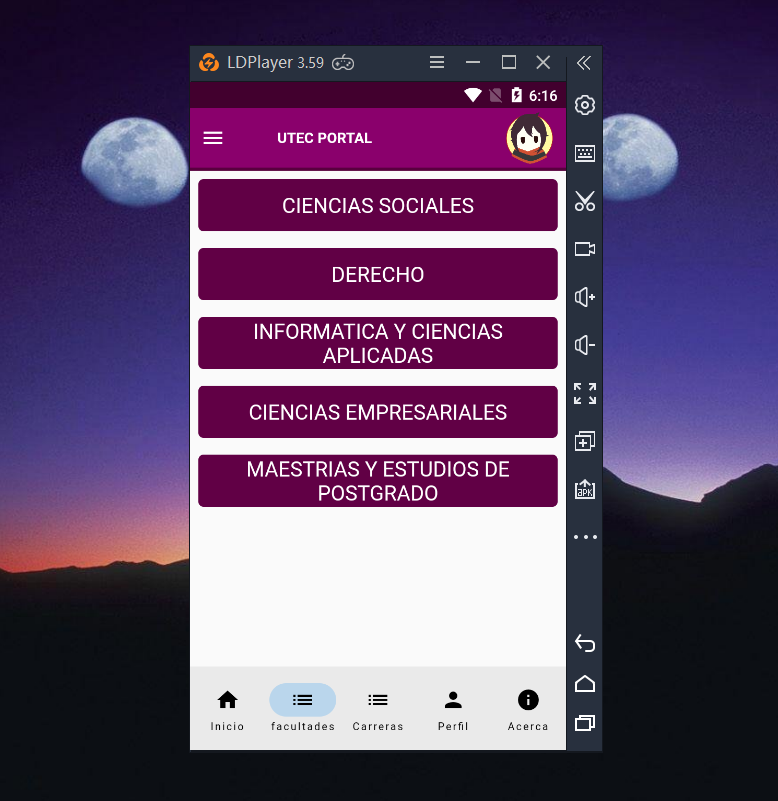 LDPlayer 3.59
6:16
UTEC PORTAL
CIENCIAS SOCIALES
DERECHO
INFORMATICA Y CIENCIAS
APLICADAS
CIENCIAS EMPRESARIALES
MAESTRIAS Y ESTUDIOS DE
POSTGRADO
APK
Inicio
facultades
Carreras
Perfil
Acerca